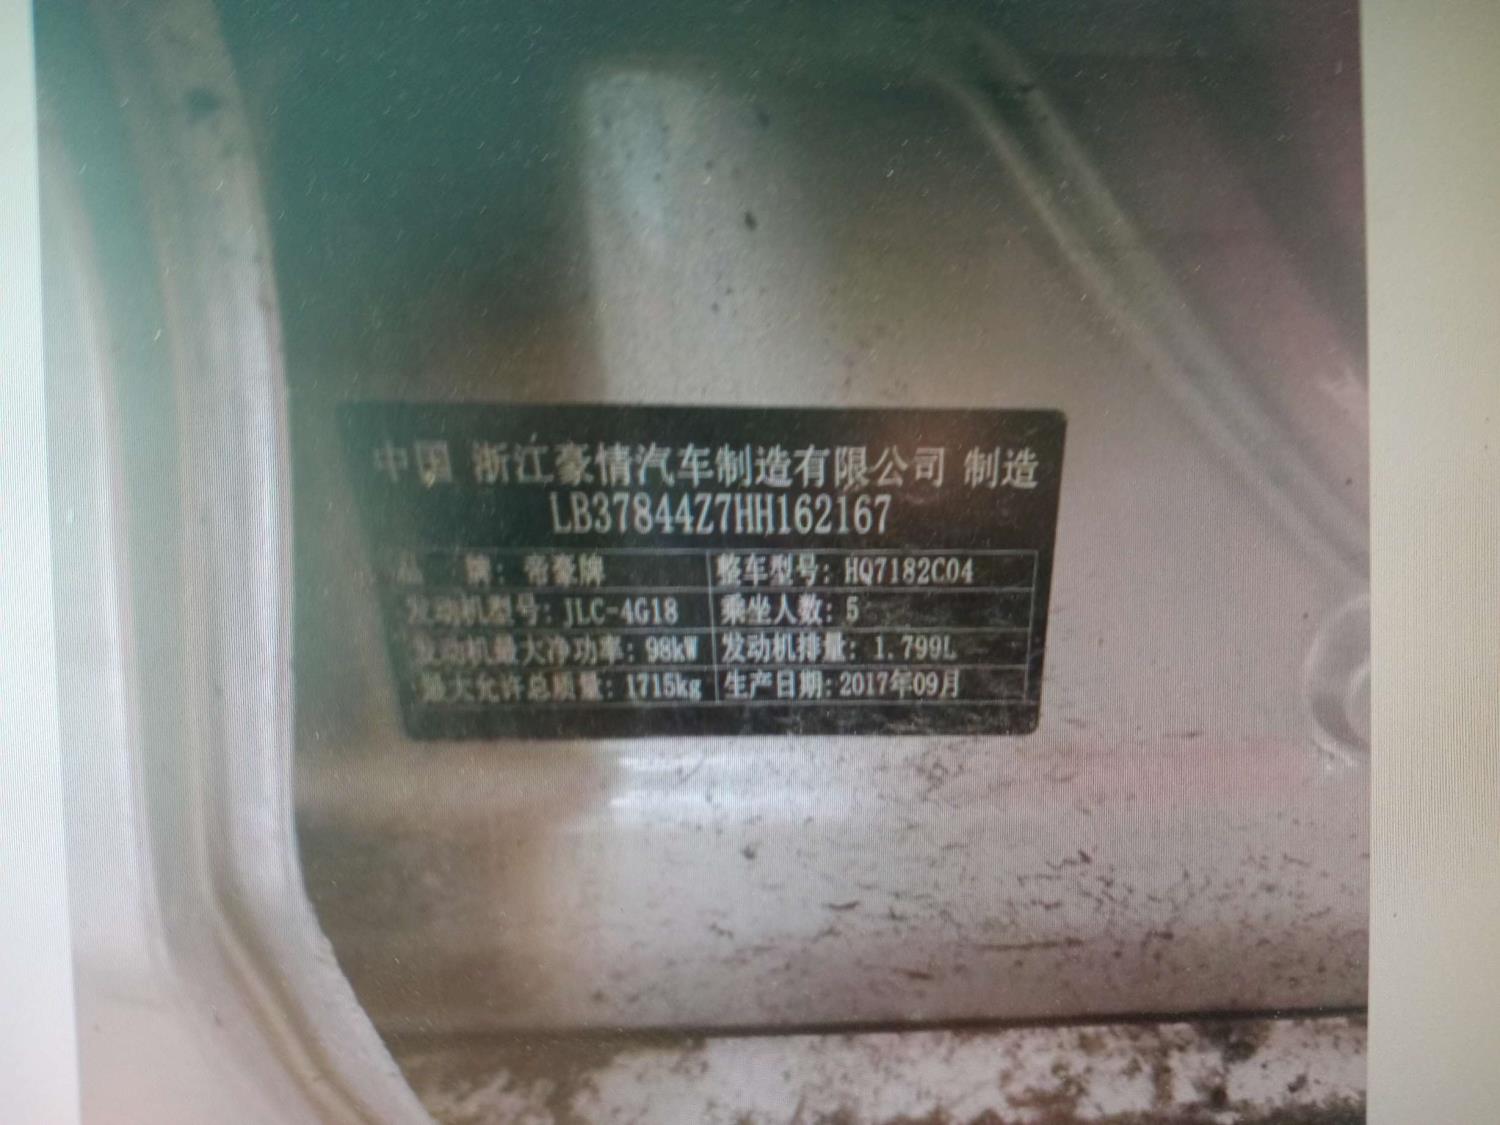 中国 浙江豪情汽车制造有限公司 制造
LB37844Z7HH162167
品 牌: 帝豪牌 整车型号: HQ7182C04
发动机型号: JLC-4G18 乘坐人数: 5
发动机最大净功率: 98kW 发动机排量: 1.799L
最大允许总质量: 1715kg 生产日期: 2017年09月